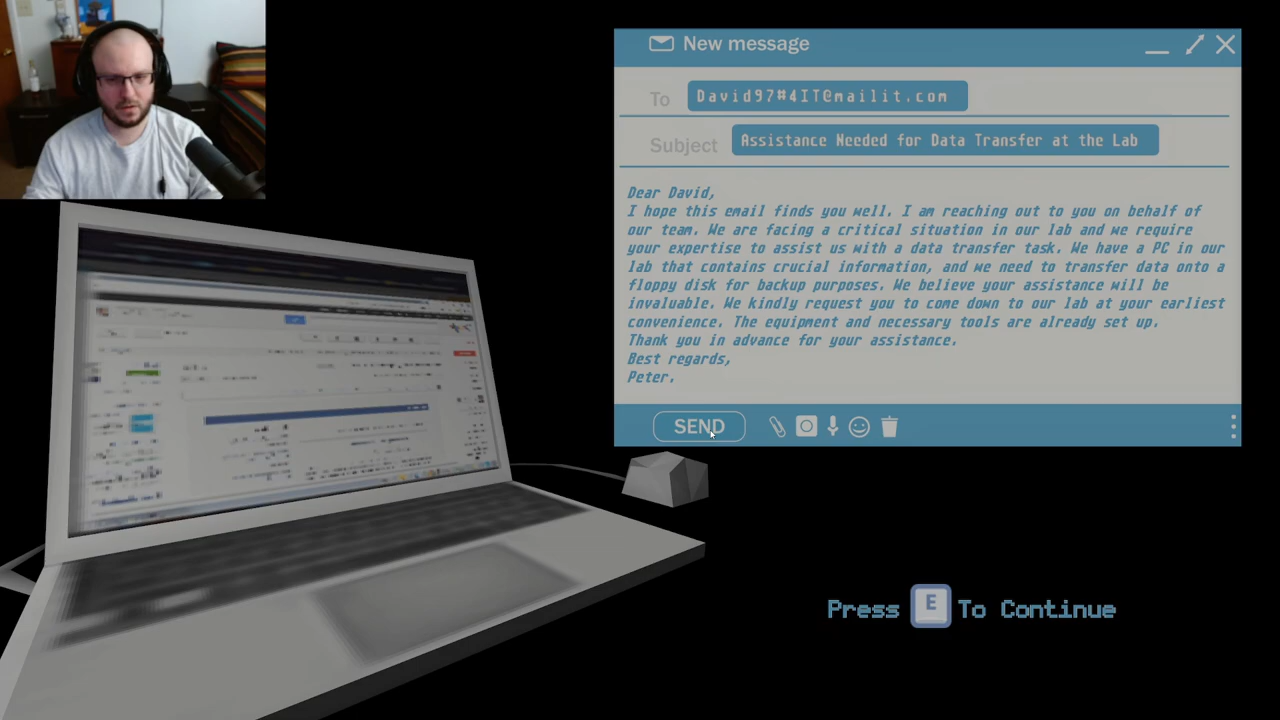 New message
To
David97#4IT@mailit.com
Subject
Assistance Needed for Data Transfer at the Lab
Dear David,
I hope this email finds you well. I am reaching out to you on behalf of
our team. We are facing a critical situation in our lab and we require
your expertise to assist us with a data transfer task. We have a PC in our
lab that contains crucial information, and we need to transfer data onto a
floppy disk for backup purposes. We believe your assistance will be
invaluable. We kindly request you to come down to our lab at your earliest
convenience. The equipment and necessary tools are already set up.
Thank you in advance for your assistance.
Best regards,
Peter.
SEND
Press E To Continue